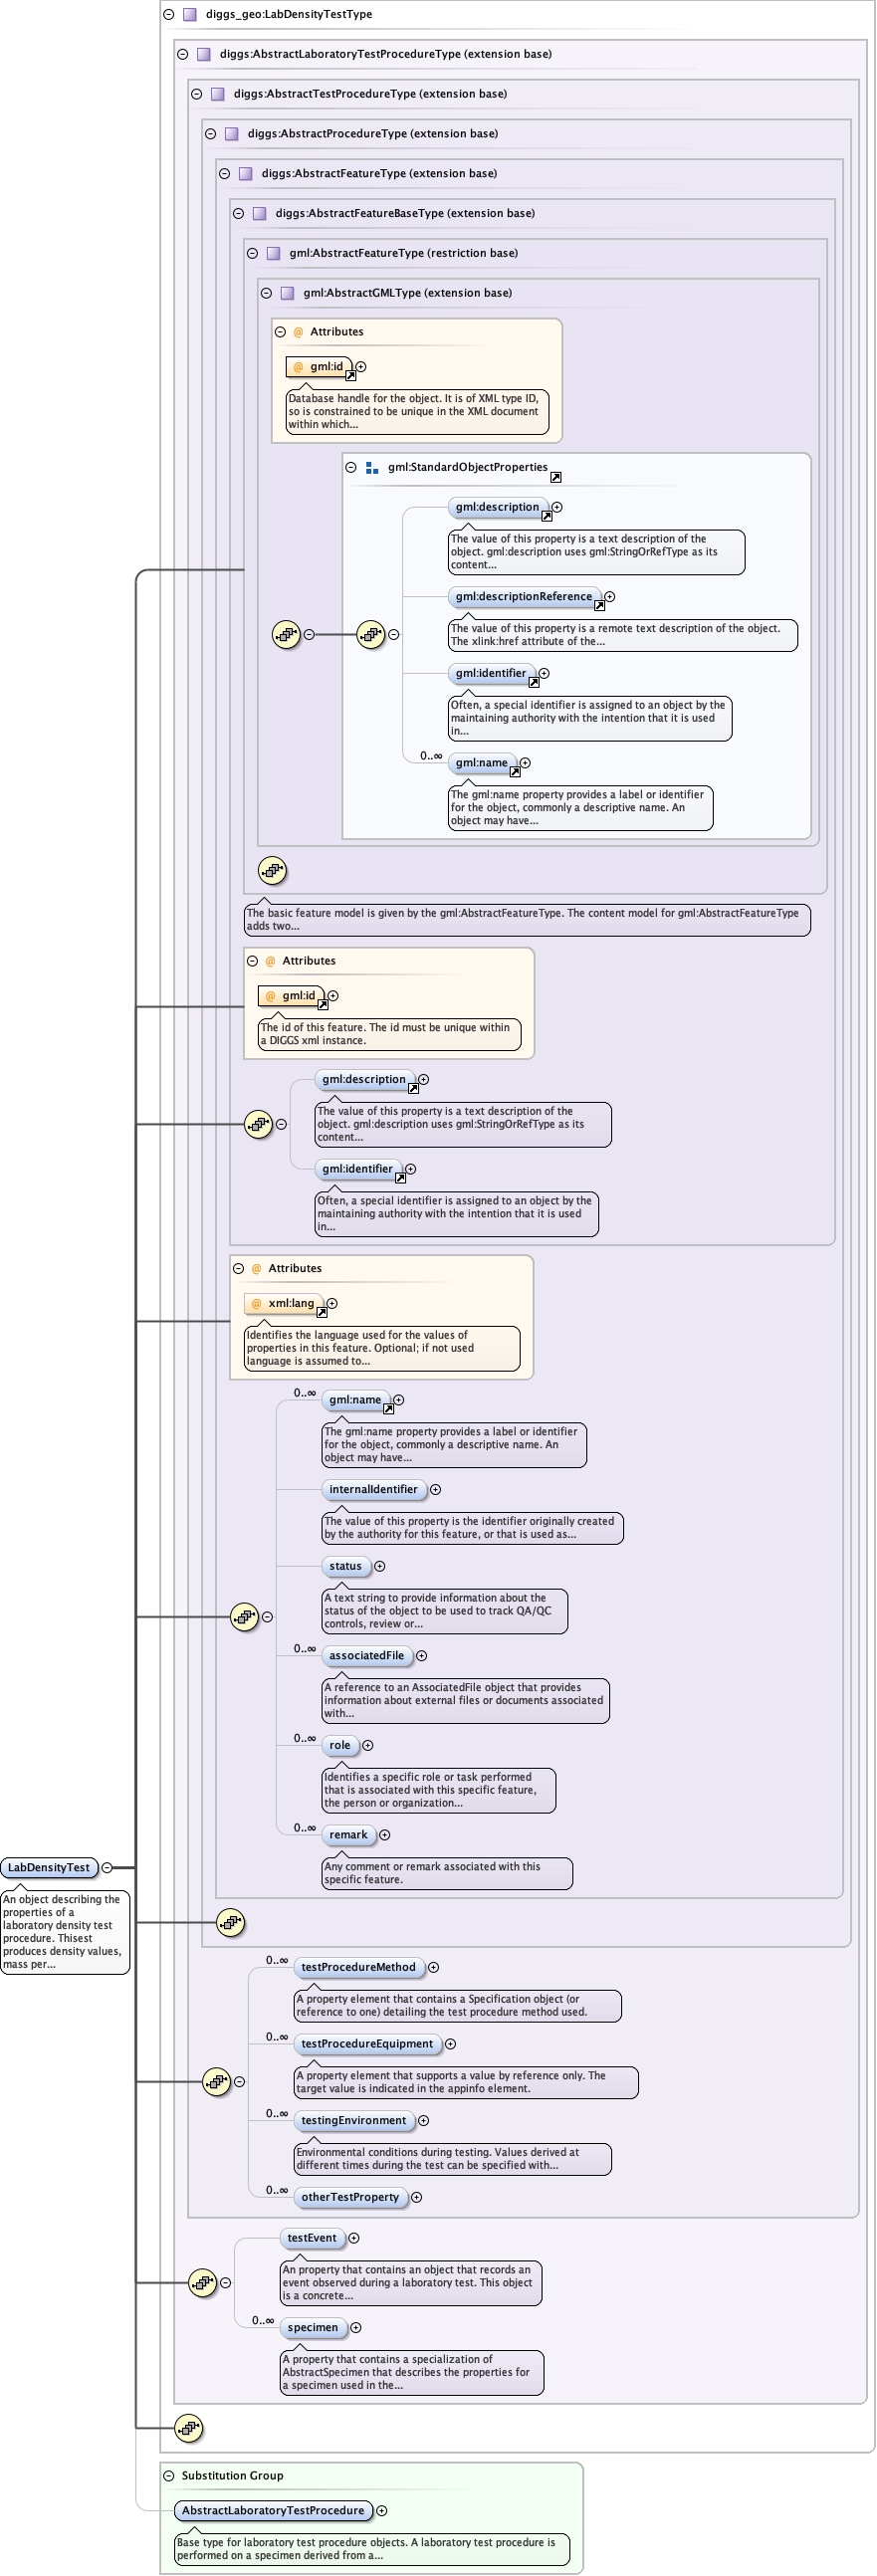 diggs_geo:LabDensityTestType
diggs:AbstractLaboratoryTestProcedureType (extension base)
diggs:AbstractTestProcedureType (extension base)
diggs:AbstractProcedureType (extension base)
diggs:AbstractFeatureType (extension base)
diggs:AbstractFeatureBaseType (extension base)
gml:AbstractFeatureType (restriction base)
gml:AbstractGMLType (extension base)
@ Attributes
@ gml:id
Database handle for the object. It is of XML type ID,
so is constrained to be unique in the XML document
within which...
gml:StandardObjectProperties
gml:description
The value of this property is a text description of the
object. gml:description uses gml:StringOrRefType as its
content...
gml:descriptionReference
The value of this property is a remote text description of the object.
The xlink:href attribute of the...
gml:identifier
Often, a special identifier is assigned to an object by the
maintaining authority with the intention that it is used
in...
0..∞
gml:name
The gml:name property provides a label or identifier
for the object, commonly a descriptive name. An
object may have...
The basic feature model is given by the gml:AbstractFeatureType. The content model for gml:AbstractFeatureType
adds two...
@ Attributes
@ gml:id
The id of this feature. The id must be unique within
a DIGGS xml instance.
gml:description
The value of this property is a text description of the
object. gml:description uses gml:StringOrRefType as its
content...
gml:identifier
Often, a special identifier is assigned to an object by the
maintaining authority with the intention that it is used
in...
@ Attributes
@ xml:lang
Identifies the language used for the values of
properties in this feature. Optional; if not used
language is assumed to...
0..∞
gml:name
The gml:name property provides a label or identifier
for the object, commonly a descriptive name. An
object may have...
internalIdentifier
The value of this property is the identifier originally created
by the authority for this feature, or that is used as...
status
A text string to provide information about the
status of the object to be used to track QA/QC
controls, review or...
0..∞
associatedFile
A reference to an AssociatedFile object that provides
information about external files or documents associated
with...
0..∞
role
Identifies a specific role or task performed
that is associated with this specific feature,
the person or organization...
0..∞
remark
Any comment or remark associated with this
specific feature.
LabDensityTest
An object describing the
properties of a
laboratory density test
procedure. Thisest
produces density values,
mass per...
0..∞
testProcedureMethod
A property element that contains a Specification object (or
reference to one) detailing the test procedure method used.
0..∞
testProcedureEquipment
A property element that supports a value by reference only. The
target value is indicated in the appinfo element.
0..∞
testingEnvironment
Environmental conditions during testing. Values derived at
different times during the test can be specified with...
0..∞
otherTestProperty
testEvent
An property that contains an object that records an
event observed during a laboratory test. This object
is a concrete...
0..∞
specimen
A property that contains a specialization of
AbstractSpecimen that describes the properties for
a specimen used in the...
Substitution Group
AbstractLaboratoryTestProcedure
Base type for laboratory test procedure objects. A laboratory test procedure is
performed on a specimen derived from a...